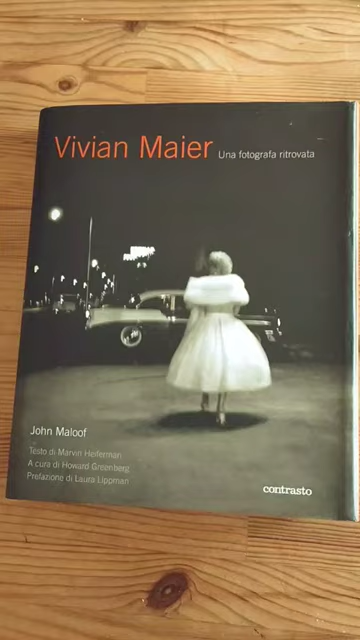 Vivian Maier Una fotografa ritrovata
John Maloof
Testo di Marvin Heiferman
A cura di Howard Greenberg
Prefazione di Laura Lippman
contrasto